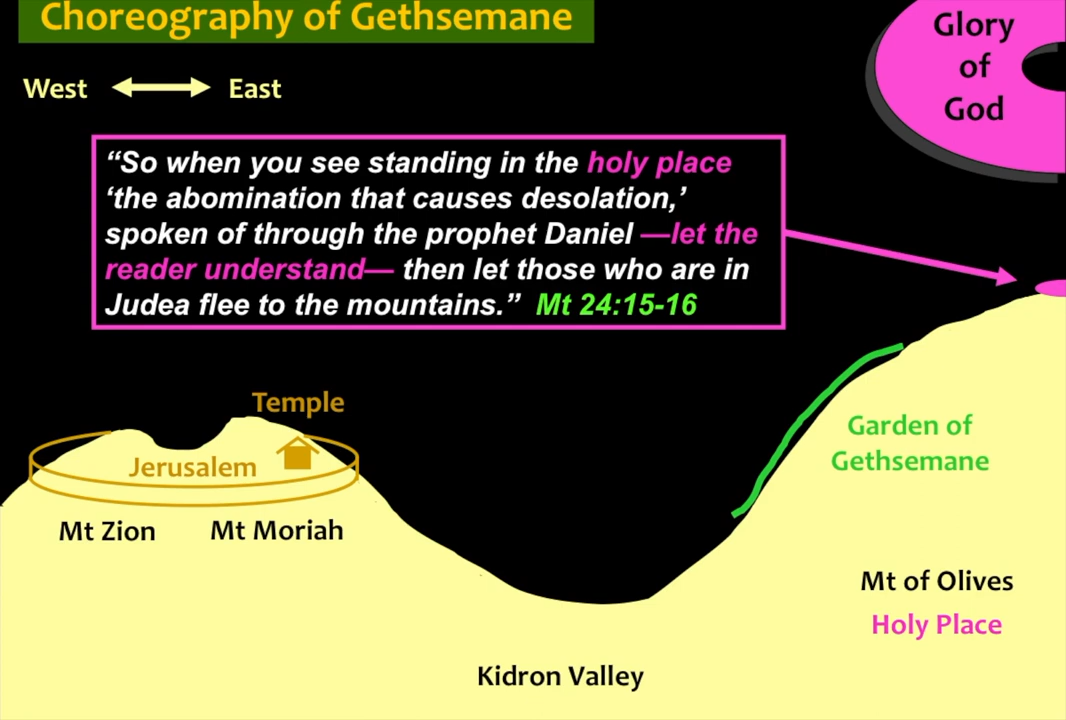 Choreography of Gethsemane
Glory
of
God
West
East
“So when you see standing in the holy place
‘the abomination that causes desolation,’
spoken of through the prophet Daniel —let the
reader understand— then let those who are in
Judea flee to the mountains.” Mt 24:15-16
Temple
Jerusalem
Mt Zion
Mt Moriah
Garden of
Gethsemane
Mt of Olives
Holy Place
Kidron Valley